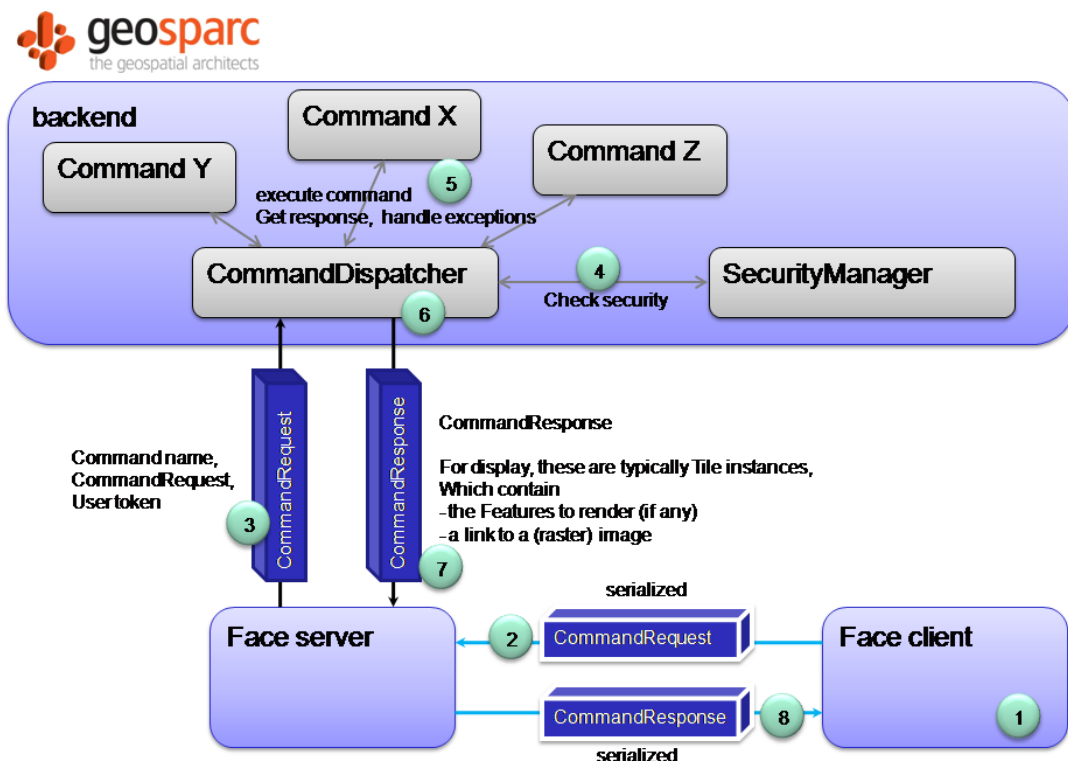 geosparc
the geospatial architects
backend
Command X
Command Y
Command Z
5
execute command
Get response, handle exceptions
CommandDispatcher
4
Check security
SecurityManager
6
CommandRequest
CommandResponse
Command name,
CommandRequest,
User token
3
CommandResponse
For display, these are typically Tile instances,
Which contain
-the Features to render (if any)
-a link to a (raster) image
7
serialized
Face server
2
CommandRequest
Face client
CommandResponse
8
1
serialized